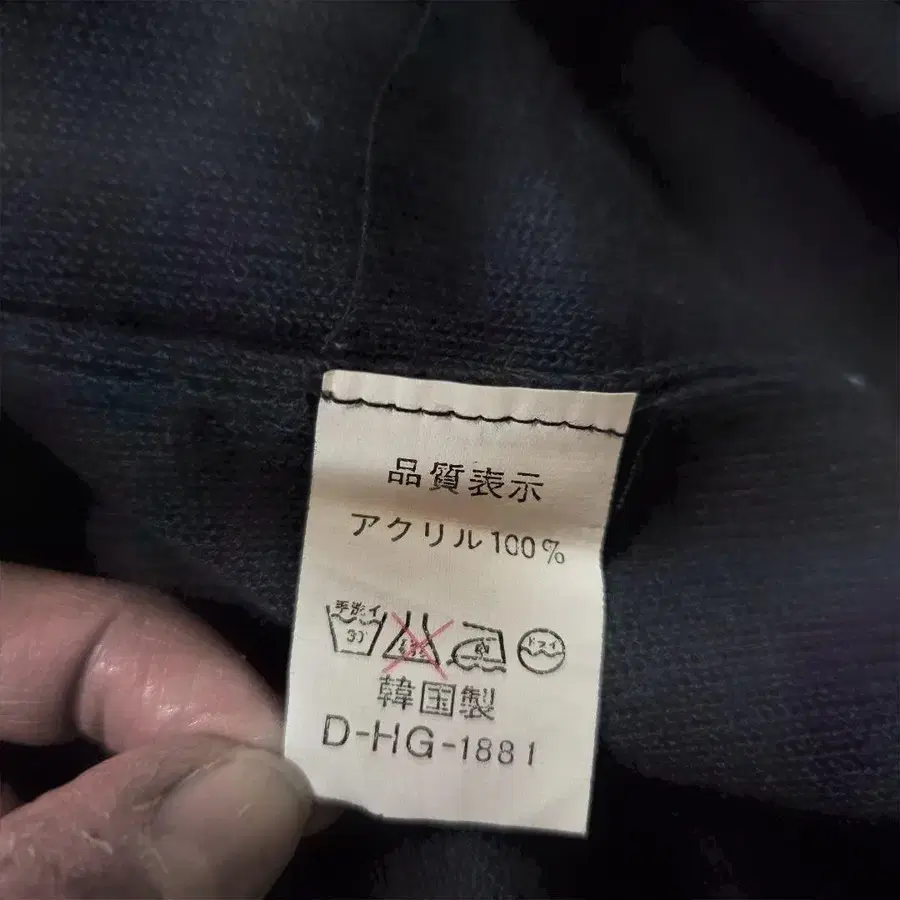 品質表示
アクリル100%
手洗イ 30 ドライ
韓国製
D-HG-1881